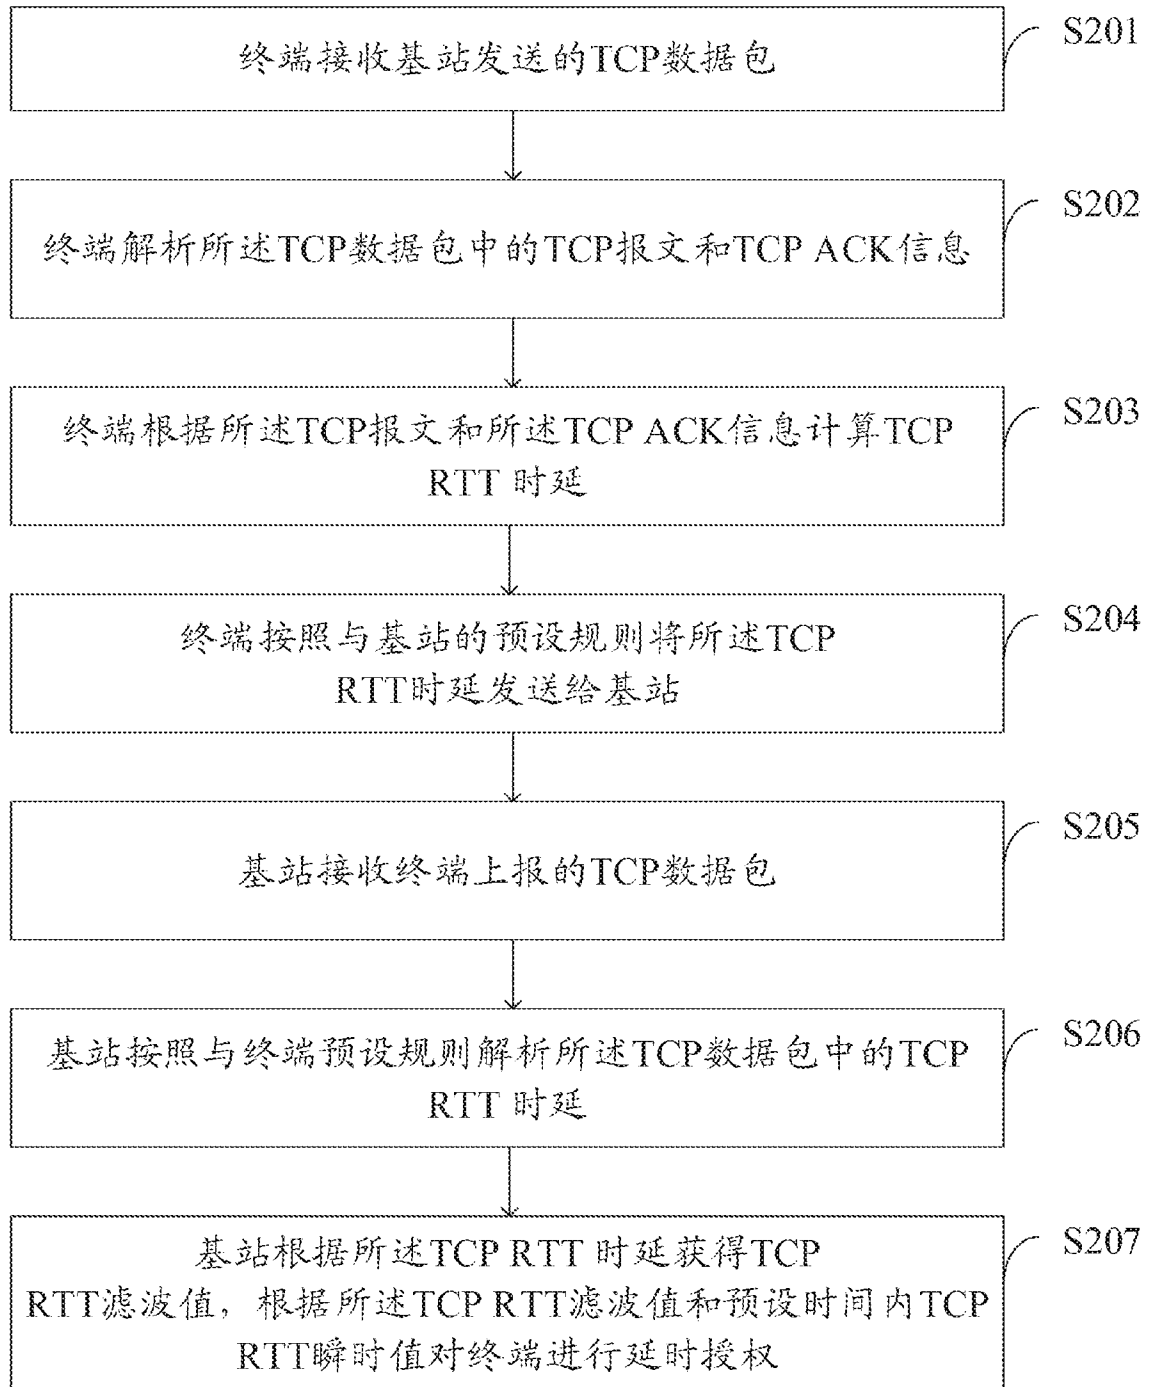 终端接收基站发送的TCP数据包
S201
终端解析所述TCP数据包中的TCP报文和TCP ACK信息
S202
终端根据所述TCP报文和所述TCP ACK信息计算TCP
RTT 时延
S203
终端按照与基站的预设规则将所述TCP
RTT时延发送给基站
S204
基站接收终端上报的TCP数据包
S205
基站按照与终端预设规则解析所述TCP数据包中的TCP
RTT 时延
S206
基站根据所述TCP RTT 时延获得TCP
RTT滤波值，根据所述TCP RTT滤波值和预设时间内TCP
RTT瞬时值对终端进行延时授权
S207